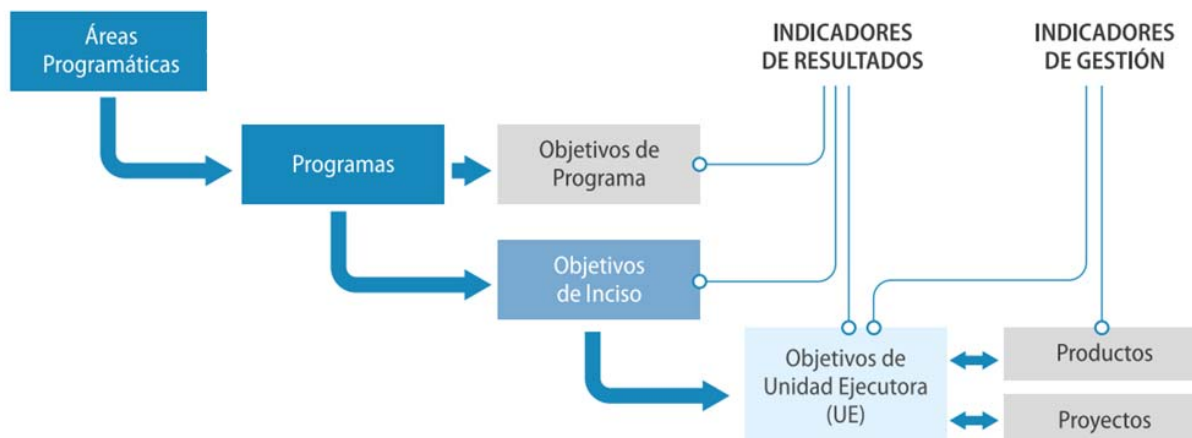 Áreas
Programáticas
INDICADORES
DE RESULTADOS
INDICADORES
DE GESTIÓN
Programas
Objetivos de
Programa
Objetivos
de Inciso
Objetivos de
Unidad Ejecutora
(UE)
Productos
Proyectos